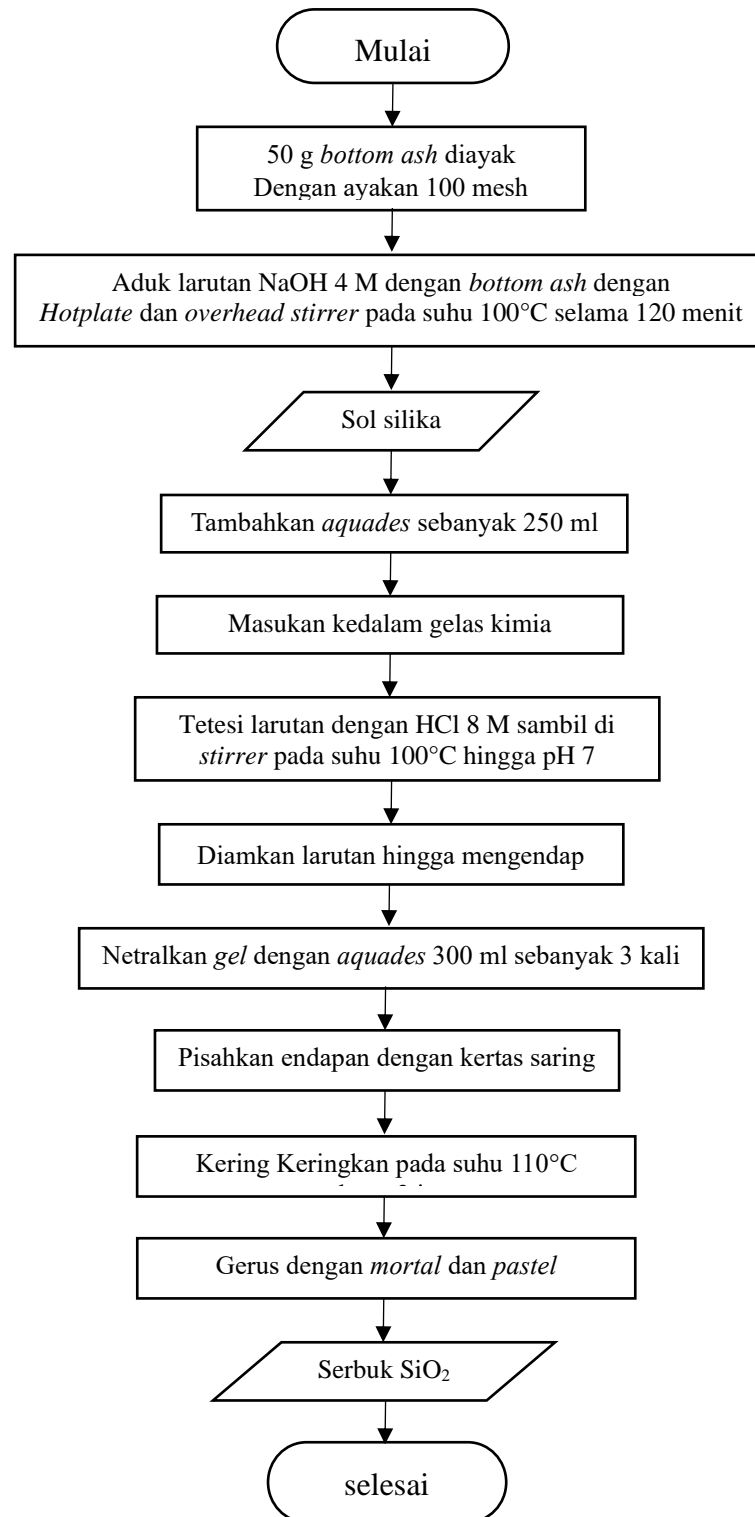 Mulai
50 g bottom ash diayak
Dengan ayakan 100 mesh
Aduk larutan NaOH 4 M dengan bottom ash dengan
Hotplate dan overhead stirrer pada suhu 100°C selama 120 menit
Sol silika
Tambahkan aquades sebanyak 250 ml
Masukan kedalam gelas kimia
Tetesi larutan dengan HCl 8 M sambil di
stirrer pada suhu 100°C hingga pH 7
Diamkan larutan hingga mengendap
Netralkan gel dengan aquades 300 ml sebanyak 3 kali
Pisahkan endapan dengan kertas saring
Kering Keringkan pada suhu 110°C
Gerus dengan mortal dan pastel
Serbuk SiO₂
selesai